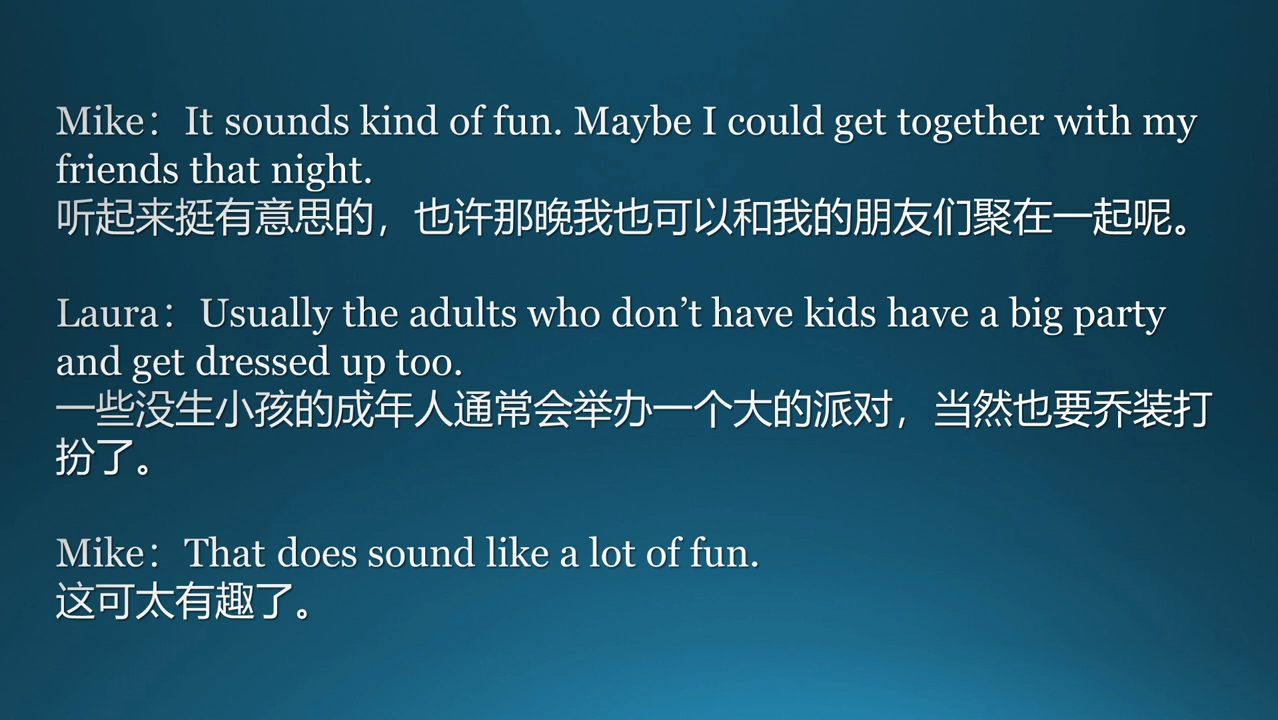 Mike：It sounds kind of fun. Maybe I could get together with my
friends that night.
听起来挺有意思的，也许那晚我也可以和我的朋友们聚在一起呢。
Laura：Usually the adults who don’t have kids have a big party
and get dressed up too.
一些没生小孩的成年人通常会举办一个大的派对，当然也要乔装打
扮了。
Mike：That does sound like a lot of fun.
这可太有趣了。